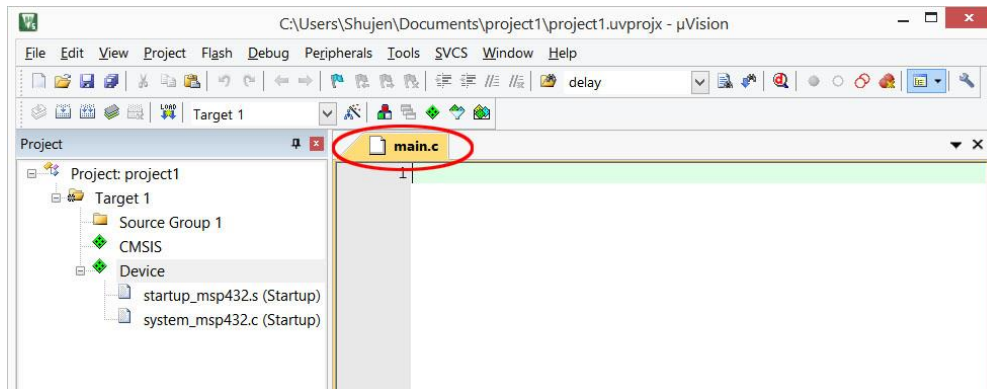 C:\Users\Shujen\Documents\project1\project1.uvprojx - µVision
File Edit View Project Flash Debug Peripherals Tools SVCS Window Help
delay
LOAD Target 1
Project
main.c
Project: project1
1
Target 1
Source Group 1
CMSIS
Device
startup_msp432.s (Startup)
system_msp432.c (Startup)